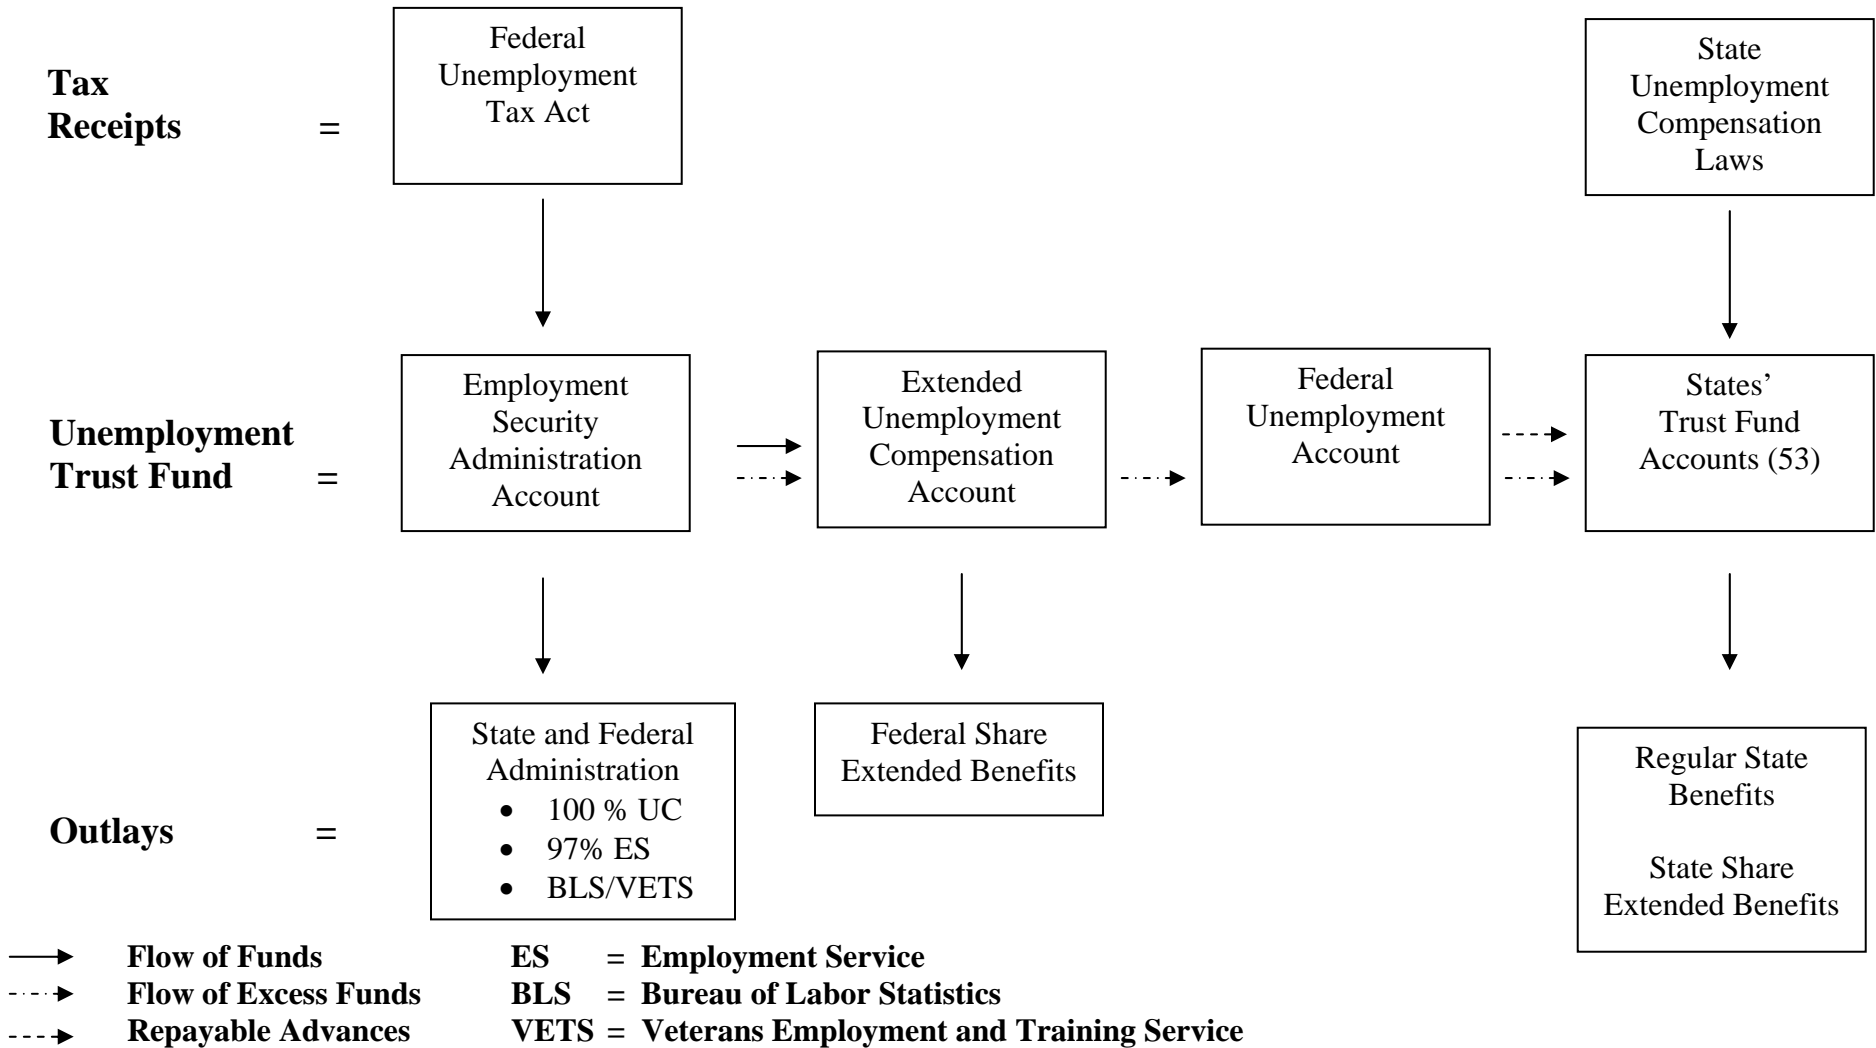 Tax
Receipts =
Federal
Unemployment
Tax Act
State
Unemployment
Compensation
Laws
Unemployment
Trust Fund =
Employment
Security
Administration
Account
Extended
Unemployment
Compensation
Account
Federal
Unemployment
Account
States’
Trust Fund
Accounts (53)
Outlays =
State and Federal
Administration
• 100 % UC
• 97% ES
• BLS/VETS
Federal Share
Extended Benefits
Regular State
Benefits
State Share
Extended Benefits
Flow of Funds
Flow of Excess Funds
Repayable Advances
ES = Employment Service
BLS = Bureau of Labor Statistics
VETS = Veterans Employment and Training Service